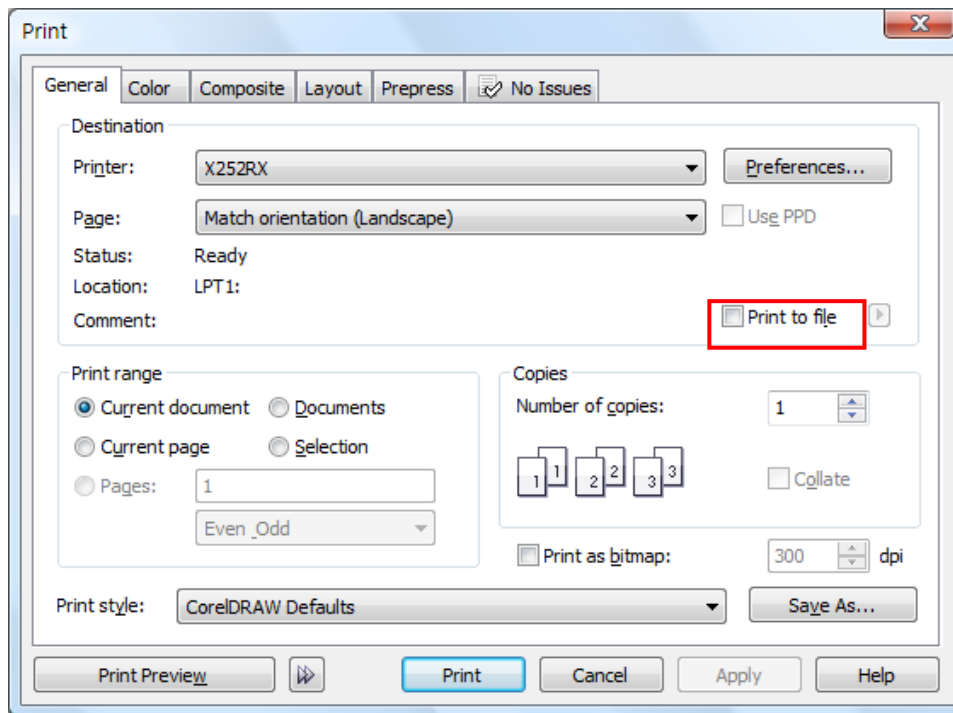 Print
General Color Composite Layout Prepress No Issues
Destination
Printer: X252RX Preferences...
Page: Match orientation (Landscape) Use PPD
Status: Ready
Location: LPT1:
Comment: Print to file
Print range
Current document Documents
Current page Selection
Pages: 1
Even_Odd
Copies
Number of copies: 1
1 1 2 2 3 3
Collate
Print as bitmap: 300 dpi
Print style: CorelDRAW Defaults Save As...
Print Preview Print Cancel Apply Help